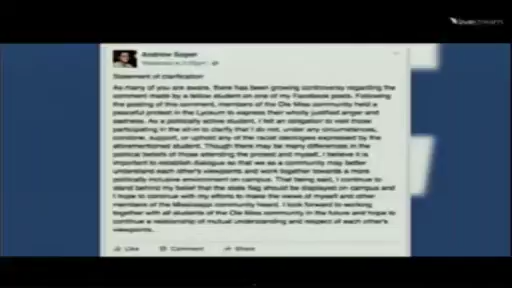 livestream
Andrew Soper
Yesterday at
Statement of clarification
As many of you are aware, there has been growing controversy regarding the
comment made by a fellow student on one of my Facebook posts. Following
the posting of this comment, members of the Ole Miss community held a
peaceful protest in the Lyceum to express their wholly justified anger and
sadness. As a politically active student, I felt an obligation to visit those
participating in the sit-in to clarify that I do not, under any circumstances,
condone, support, or uphold any of the racist ideologies expressed by the
aforementioned student. Though there may be many differences in the
political beliefs of those attending the protest and myself, I believe it is
important to establish dialogue so that we as a community may better
understand each other's viewpoints and work together towards a more
politically inclusive environment on campus. That being said, I continue to
stand behind my belief that the state flag should be displayed on campus and
I hope to continue with my efforts to make the views of myself and other
members of the Mississippi community heard. I look forward to working
together with all students of the Ole Miss community in the future and hope to
continue a relationship of mutual understanding and respect of each other's
viewpoints.
Like Comment Share